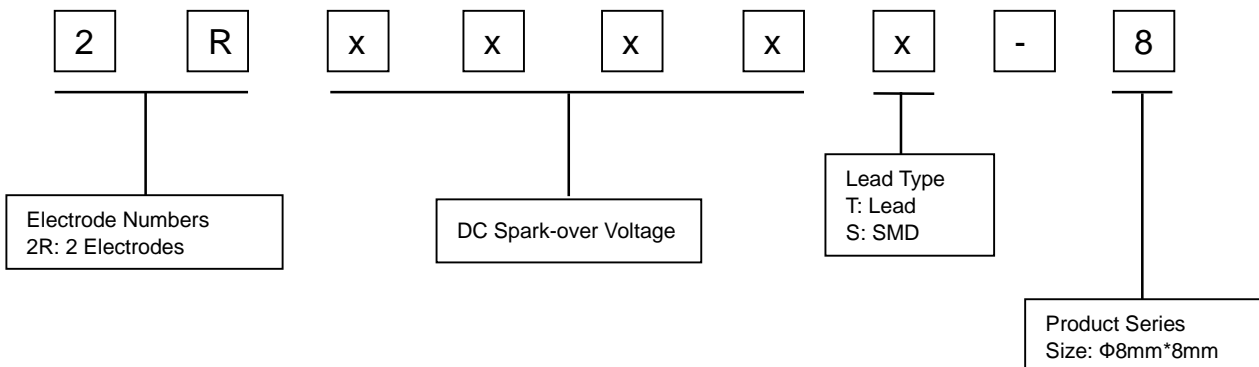 2 R x x x x x - 8
Electrode Numbers
2R: 2 Electrodes
DC Spark-over Voltage
Lead Type
T: Lead
S: SMD
Product Series
Size: Φ8mm*8mm